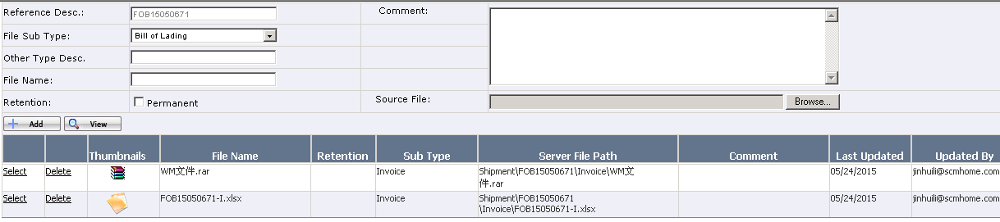 Reference Desc.: FOB15050671 Comment:
File Sub Type: Bill of Lading
Other Type Desc.
File Name:
Retention: Permanent Source File: Browse...
Add View
Thumbnails File Name Retention Sub Type Server File Path Comment Last Updated Updated By
Select Delete WM文件.rar Invoice Shipment\FOB15050671\Invoice\WM文 05/24/2015 jinhuili@scmhome.com
件.rar
Select Delete FOB15050671-I.xlsx Invoice Shipment\FOB15050671 05/24/2015 jinhuili@scmhome.com
\Invoice\FOB15050671-I.xlsx